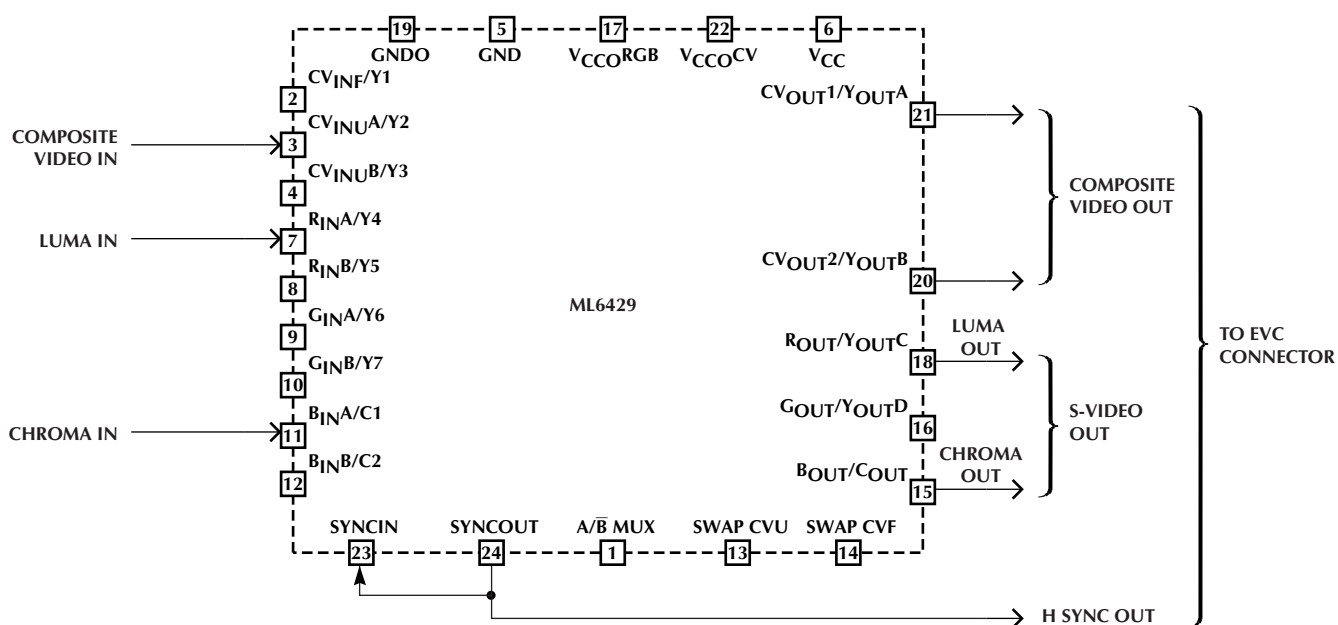 19 5 17 22 6
GNDO GND VCCORGB VCCOCV VCC
CVINF/Y1
2
CVOUT1/YOUTA
21
CVINUA/Y2
COMPOSITE
VIDEO IN
3
CVINUB/Y3
4
COMPOSITE
VIDEO OUT
RINA/Y4
LUMA IN
7
RINB/Y5
8
CVOUT2/YOUTB
20
ML6429
GINA/Y6
9
ROUT/YOUTC
LUMA
OUT
18
TO EVC
CONNECTOR
GINB/Y7
10
GOUT/YOUTD
16
S-VIDEO
OUT
BINA/C1
CHROMA IN
11
BINB/C2
12
BOUT/COUT
CHROMA
OUT
15
SYNCIN SYNCOUT A/B̅ MUX SWAP CVU SWAP CVF
23 24 1 13 14
H SYNC OUT